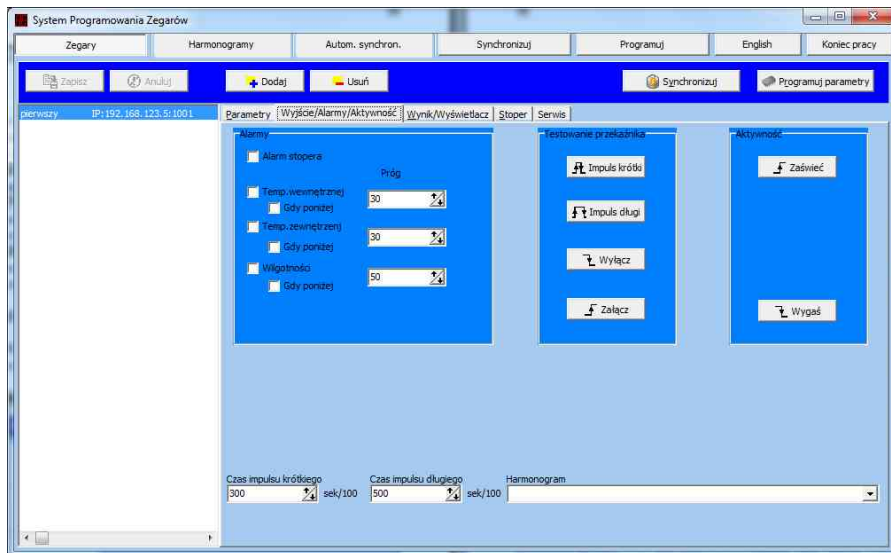 System Programowania Zegarów
Zegary
Harmonogramy
Autom. synchron.
Synchronizuj
Programuj
English
Koniec pracy
Zapisz
Anuluj
Dodaj
Usuń
Synchronizuj
Programuj parametry
pierwszy IP:192.168.123.5:1001
Parametry
Wyjście/Alarmy/Aktywność
Wynik/Wyświetlacz
Stoper
Serwis
Alarmy
Alarm stopera
Próg
Temp.wewnętrznej
30
Gdy poniżej
Temp.zewnętrzenj
30
Gdy poniżej
Wilgotności
50
Gdy poniżej
Testowanie przekaźnika
Impuls krótki
Impuls długi
Wyłącz
Załącz
Aktywność
Zaświeć
Wygaś
Czas impulsu krótkiego
300
sek/100
Czas impulsu długiego
500
sek/100
Harmonogram